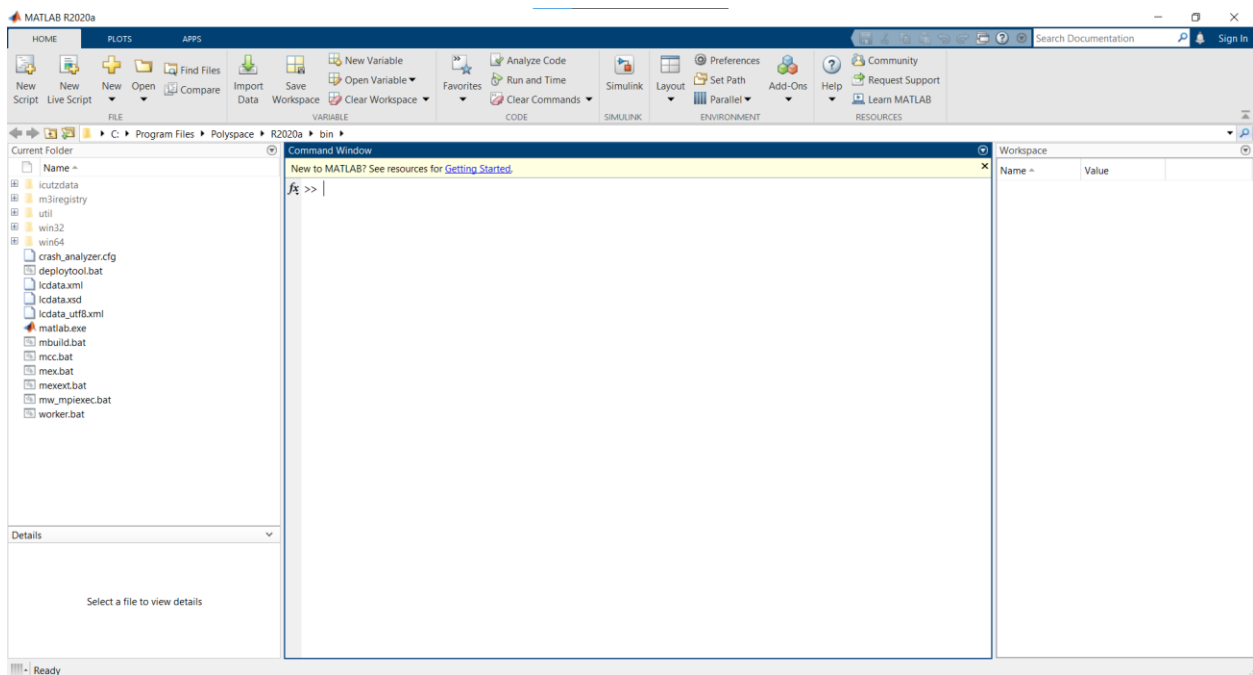 MATLAB R2020a
HOME PLOTS APPS
Search Documentation
Sign In
New Script
New Live Script
New
Open
Find Files
Compare
FILE
Import Data
Save Workspace
New Variable
Open Variable
Clear Workspace
VARIABLE
Favorites
Analyze Code
Run and Time
Clear Commands
CODE
Simulink
SIMULINK
Layout
Preferences
Set Path
Parallel
Add-Ons
ENVIRONMENT
Help
Community
Request Support
Learn MATLAB
RESOURCES
C: Program Files Polyspace R2020a bin
Current Folder
Name
icutzdata
m3iregistry
util
win32
win64
crash_analyzer.cfg
deploytool.bat
lcdata.xml
lcdata.xsd
lcdata_utf8.xml
matlab.exe
mbuild.bat
mcc.bat
mex.bat
mexext.bat
mw_mpiexec.bat
worker.bat
Details
Select a file to view details
Command Window
New to MATLAB? See resources for Getting Started.
fx >>
Workspace
Name Value
Ready